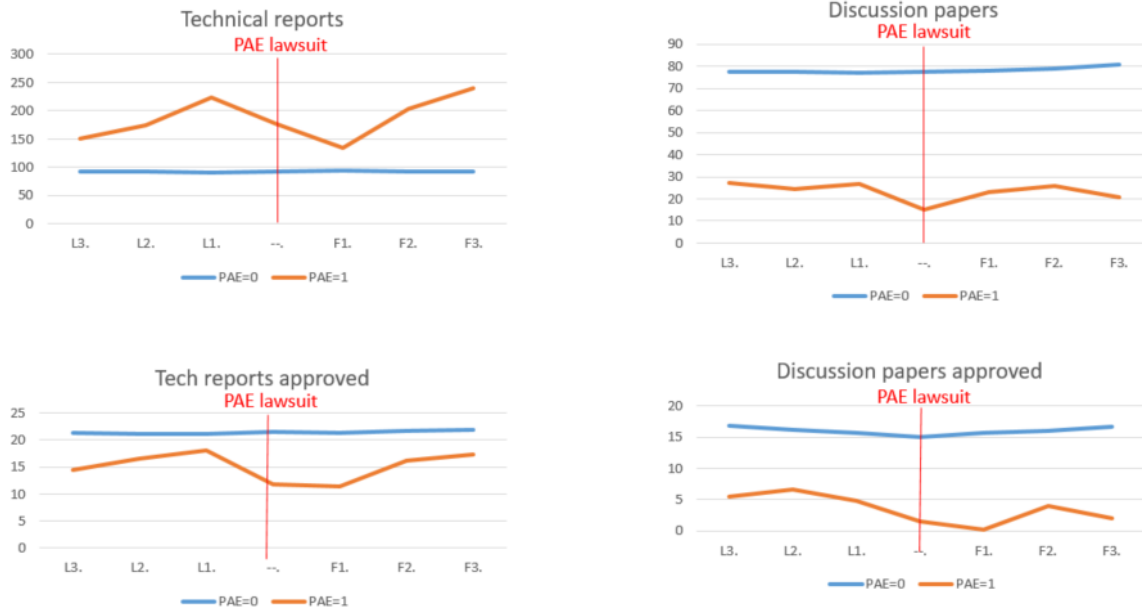 Technical reports
PAE lawsuit
300
250
200
150
100
50
0
L3. L2. L1. --. F1. F2. F3.
PAE=0 PAE=1
Discussion papers
PAE lawsuit
90
80
70
60
50
40
30
20
10
0
L3. L2. L1. --. F1. F2. F3.
PAE=0 PAE=1
Tech reports approved
PAE lawsuit
25
20
15
10
5
0
L3. L2. L1. --. F1. F2. F3.
PAE=0 PAE=1
Discussion papers approved
PAE lawsuit
20
15
10
5
0
L3. L2. L1. --. F1. F2. F3.
PAE=0 PAE=1